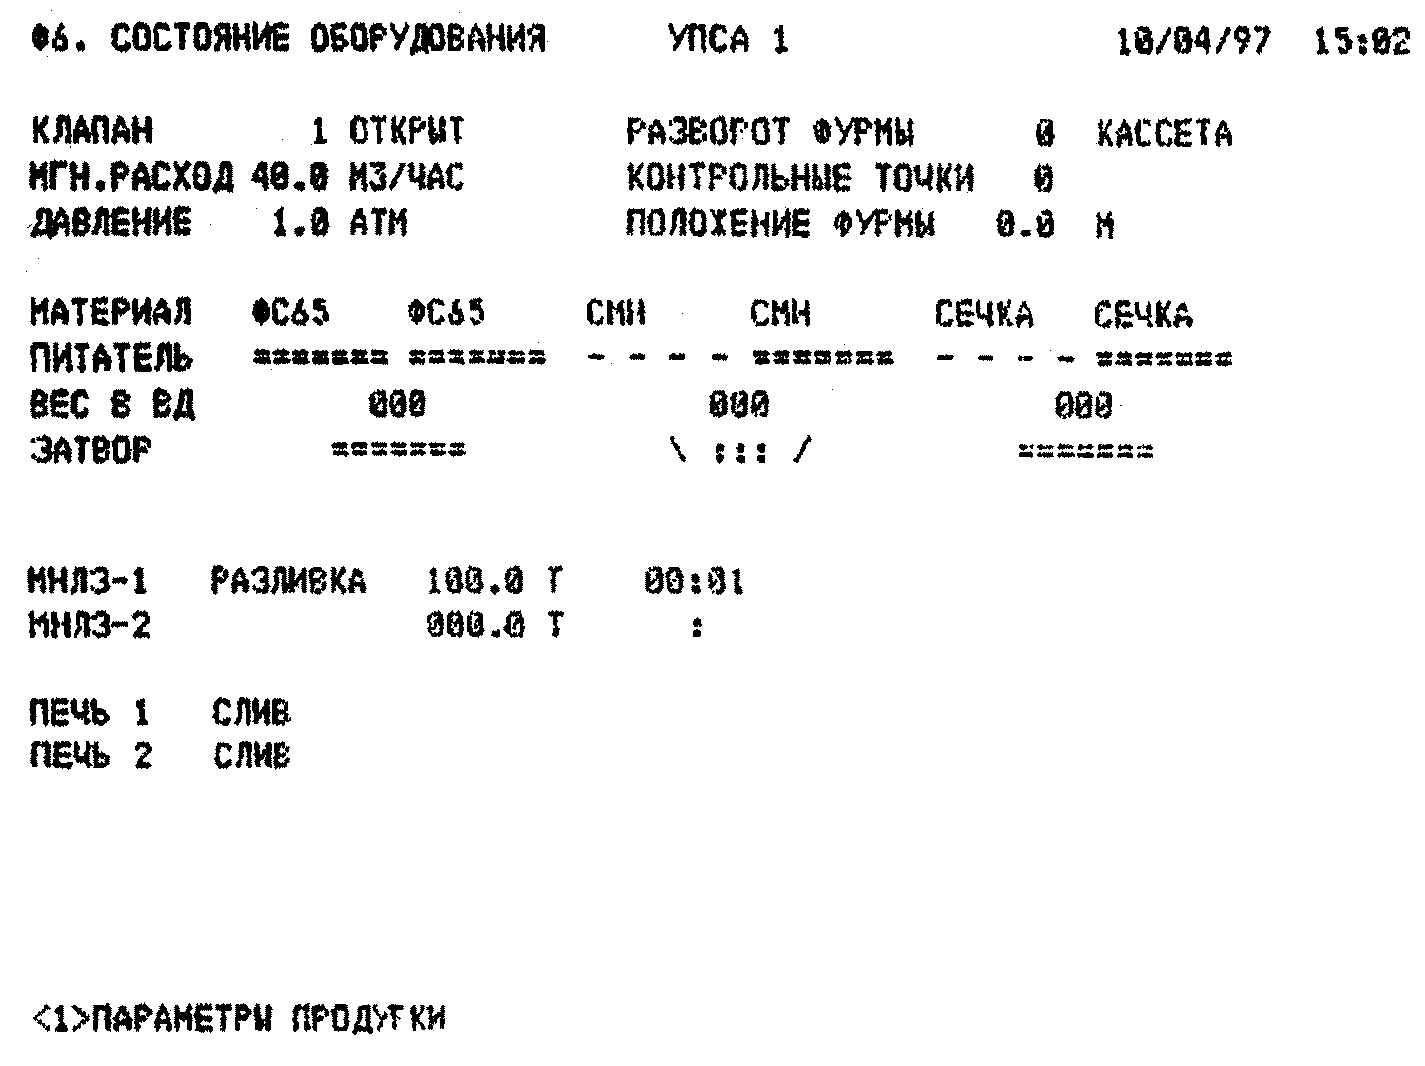 Ф6. СОСТОЯНИЕ ОБОРУДОВАНИЯ УПСА 1 10/04/97 15:02
КЛАПАН 1 ОТКРЫТ РАЗВОРОТ ФУРМЫ 0 КАССЕТА
МГН.РАСХОД 40.0 М3/ЧАС КОНТРОЛЬНЫЕ ТОЧКИ 0
ДАВЛЕНИЕ 1.0 АТМ ПОЛОЖЕНИЕ ФУРМЫ 0.0 М
МАТЕРИАЛ ФС65 ФС65 СМН СМН СЕЧКА СЕЧКА
ПИТАТЕЛЬ ======= ======= - - - - ======= - - - - =======
ВЕС В ВД 000 000 000
ЗАТВОР ======= \ ::: / =======
МНЛЗ-1 РАЗЛИВКА 100.0 Т 00:01
МНЛЗ-2 000.0 Т :
ПЕЧЬ 1 СЛИВ
ПЕЧЬ 2 СЛИВ
<1>ПАРАМЕТРЫ ПРОДУГКИ